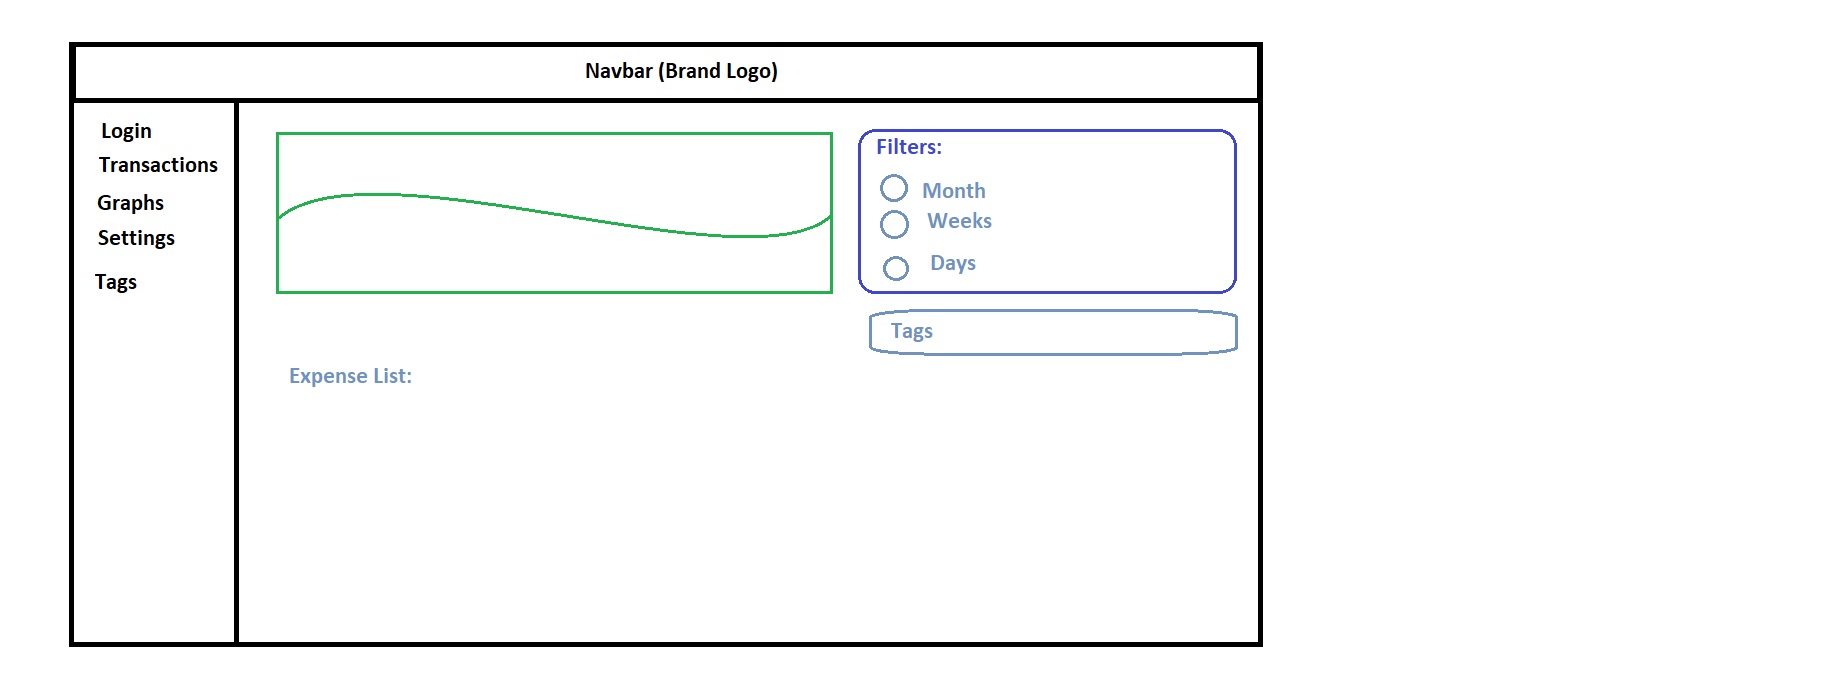 Navbar (Brand Logo)
Login
Transactions
Graphs
Settings
Tags
Filters:
Month
Weeks
Days
Tags
Expense List: